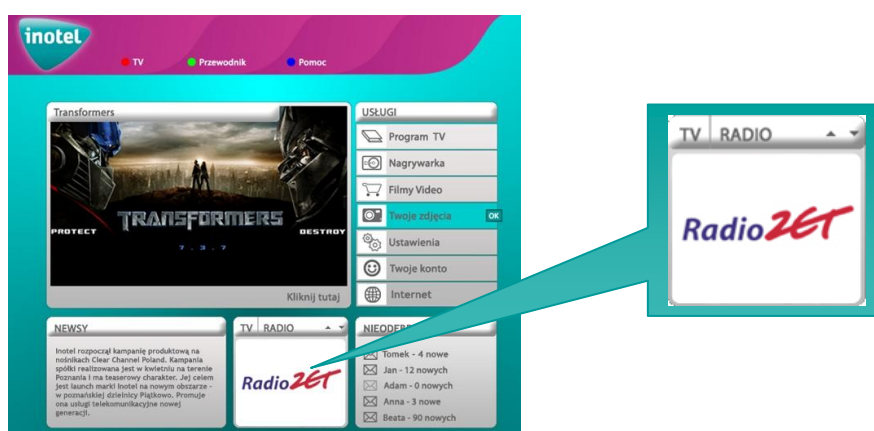 inotel
TV Przewodnik Pomoc
Transformers
PROTECT
TRANSFORMERS
7.3.7
DESTROY
Kliknij tutaj
USŁUGI
Program TV
Nagrywarka
Filmy Video
Twoje zdjęcia OK
Ustawienia
Twoje konto
Internet
NEWSY
Inotel rozpoczął kampanię produktową na
nośnikach Clear Channel Poland. Kampania
spółki realizowana jest w kwietniu na terenie
Poznania i ma teaserowy charakter. Jej celem
jest launch marki Inotel na nowym obszarze -
w poznańskiej dzielnicy Piątkowo. Promuje
ona usługi telekomunikacyjne nowej
generacji.
TV RADIO
Radio ZET
Tomek - 4 nowe
Jan - 12 nowych
Adam - 0 nowych
Anna - 3 nowe
Beata - 90 nowych
TV RADIO
Radio ZET